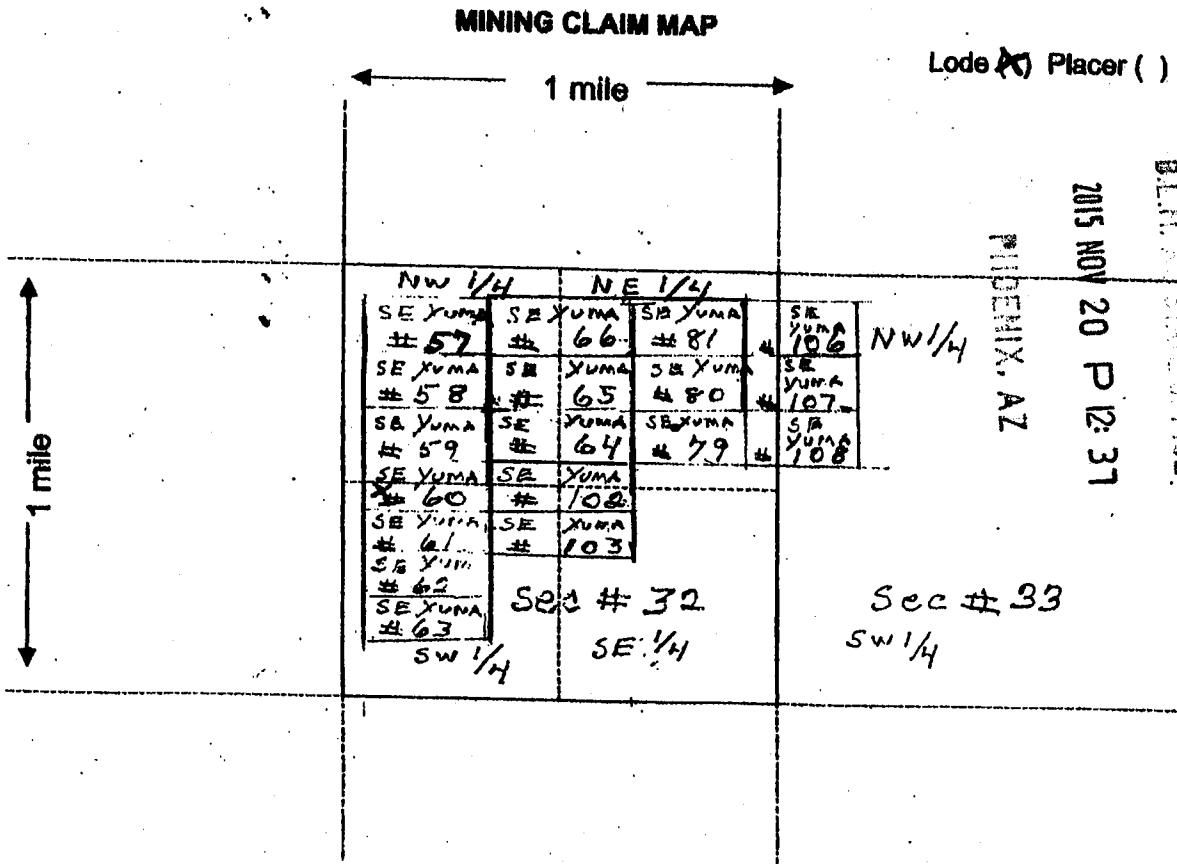 MINING CLAIM MAP
Lode (X) Placer ( )
1 mile
2015 NOV 20 P 12: 37
PHOENIX, AZ
1 mile
NW 1/4
NE 1/4
SE YUMA
# 57
SE YUMA
# 66
SE YUMA
# 81
SE
YUMA
# 106
NW 1/4
SE YUMA
# 58
SE YUMA
# 65
SE YUMA
# 80
SE
YUMA
# 107
SE YUMA
# 59
SE YUMA
# 64
SE YUMA
# 79
SE
YUMA
# 108
SE YUMA
# 60
SE YUMA
# 102
SE YUMA
# 61
SE YUMA
# 103
SE YUM
# 62
SE YUMA
# 63
Sec # 32
Sec # 33
SW 1/4
SE 1/4
SW 1/4